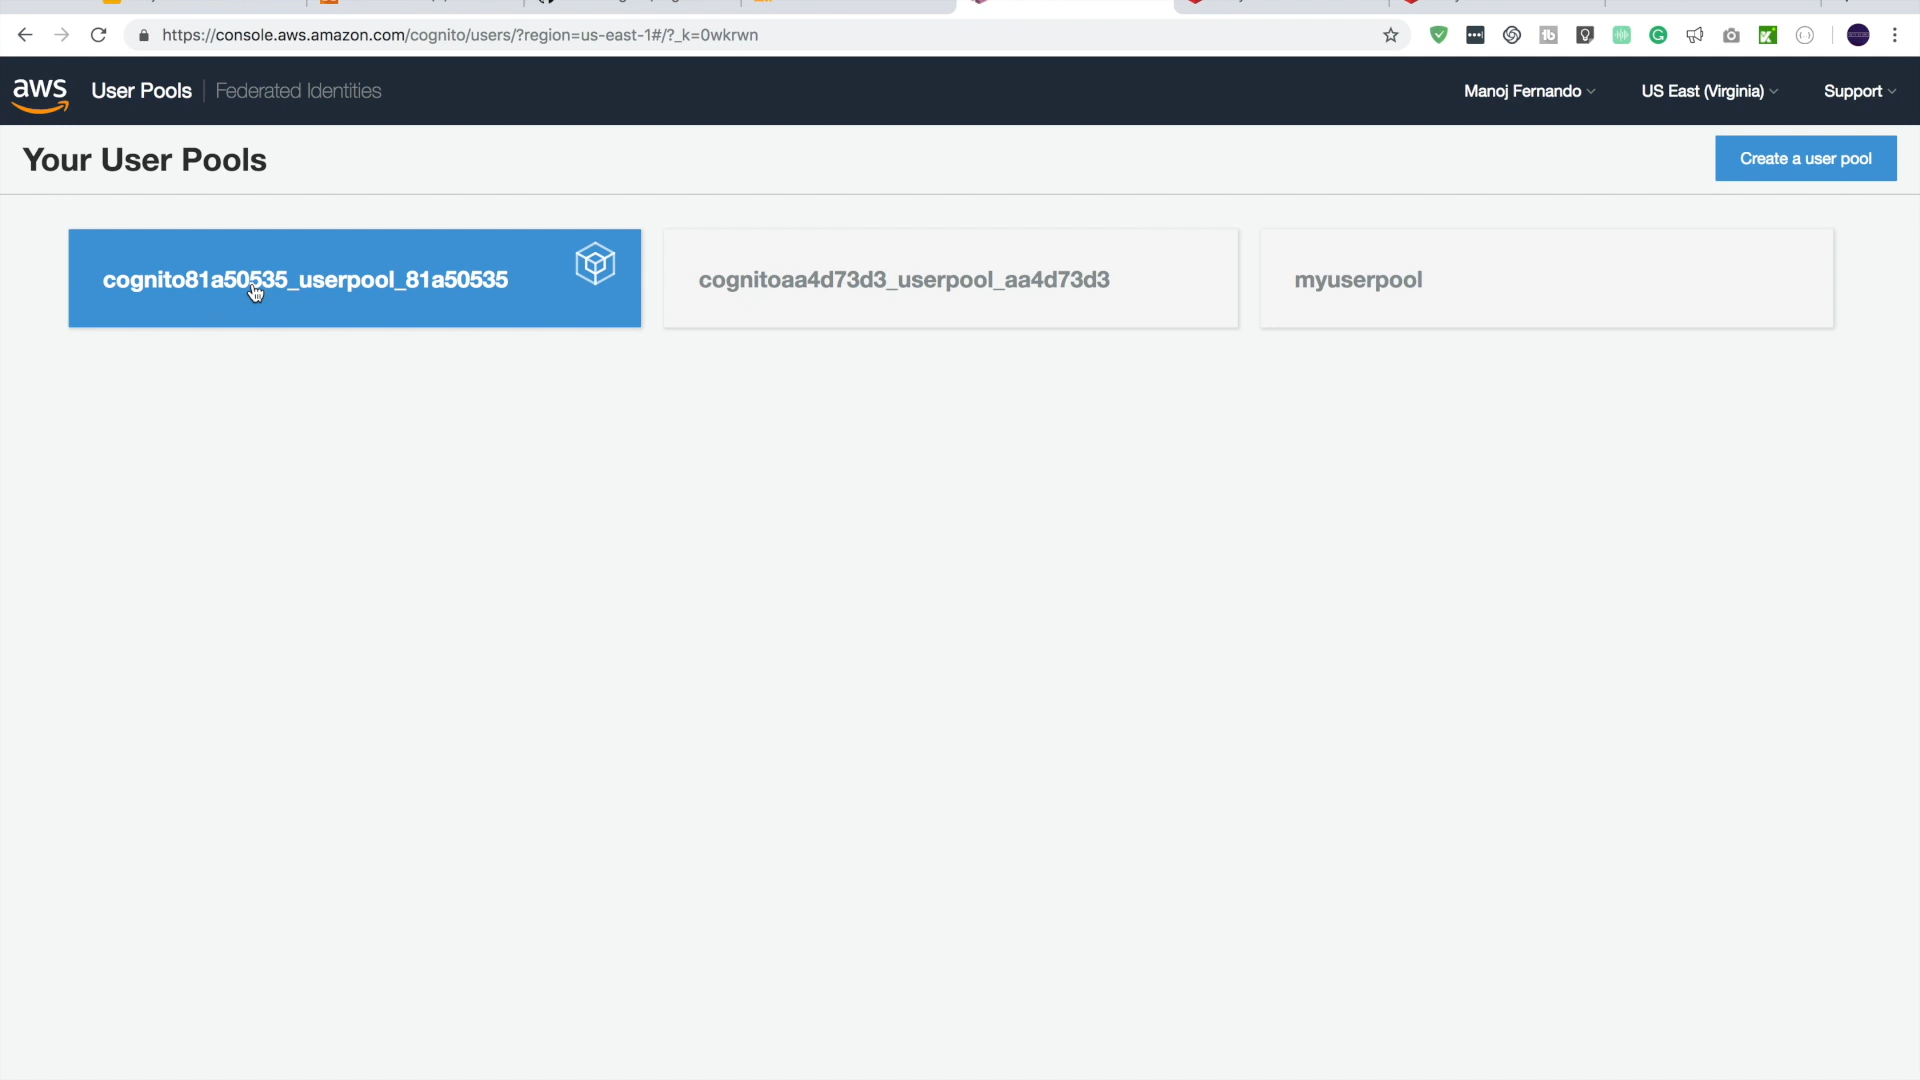 https://console.aws.amazon.com/cognito/users/?region=us-east-1#/?_k=0wkrwn
aws User Pools Federated Identities Manoj Fernando US East (Virginia) Support
Your User Pools Create a user pool
cognito81a50535_userpool_81a50535 cognitoaa4d73d3_userpool_aa4d73d3 myuserpool